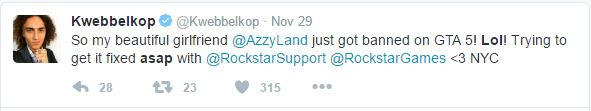 Kwebbelkop @Kwebbelkop · Nov 29
So my beautiful girlfriend @AzzyLand just got banned on GTA 5! Lol! Trying to
get it fixed asap with @RockstarSupport @RockstarGames <3 NYC
28 23 315